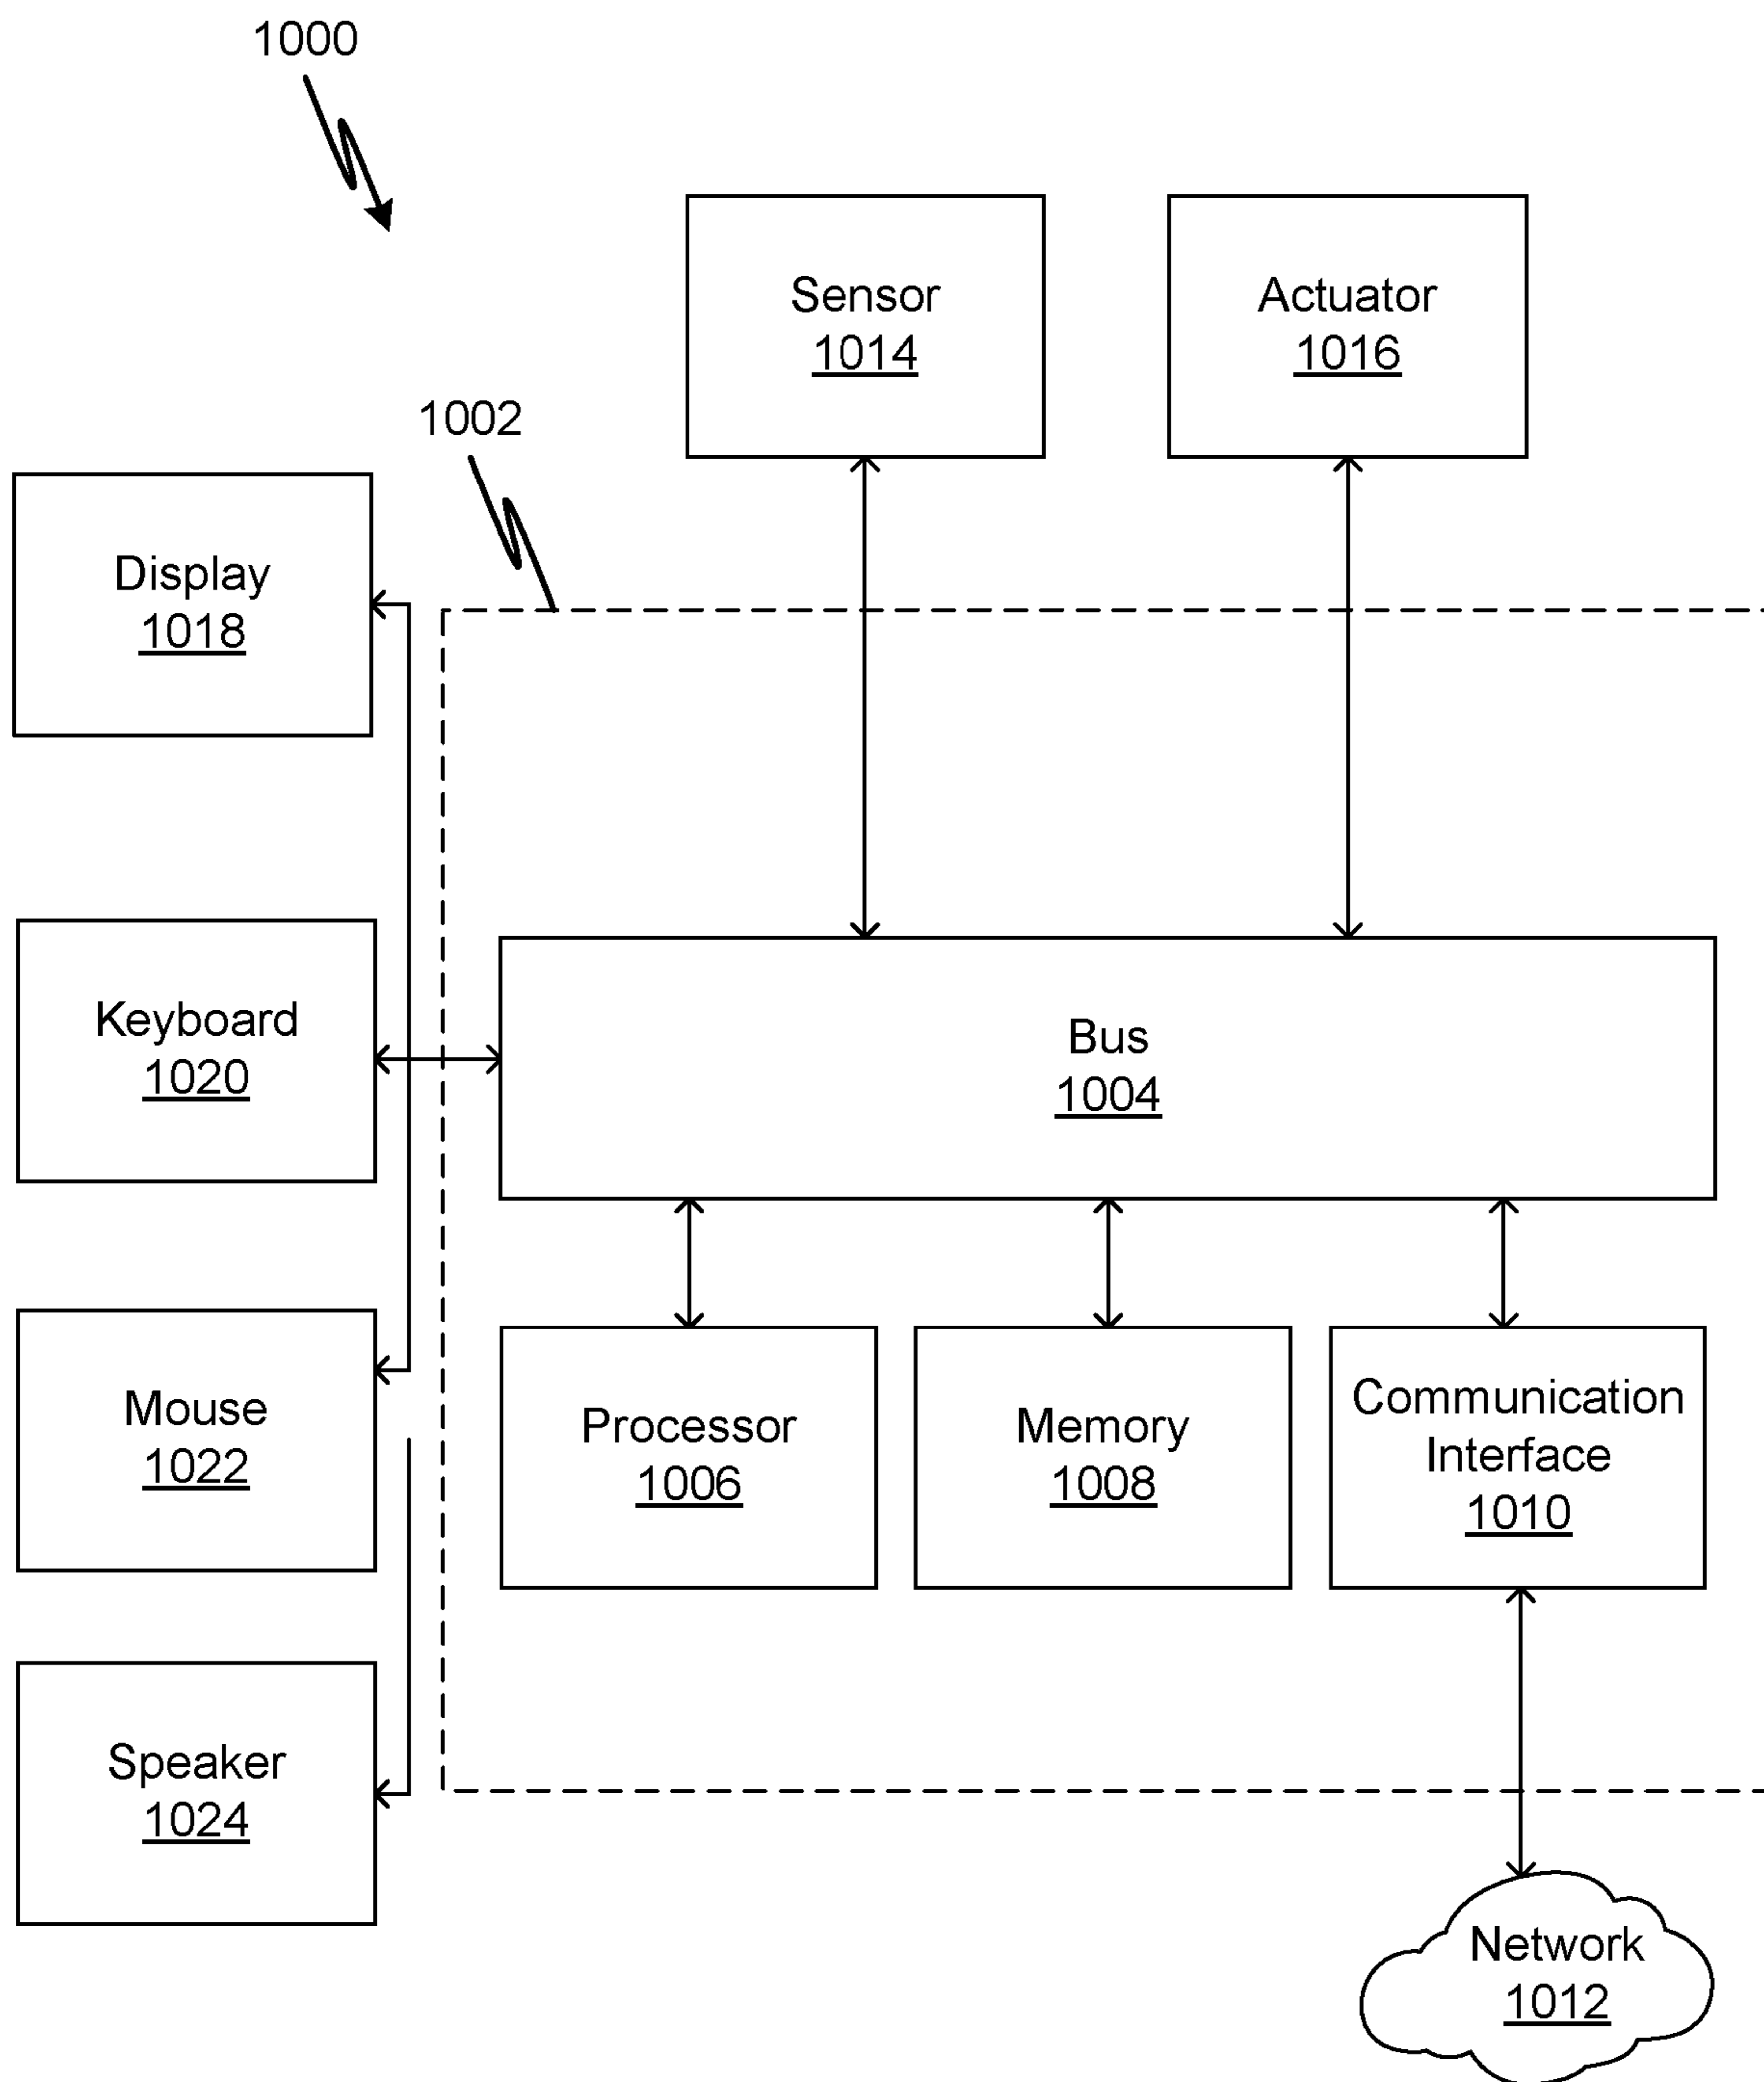 1000
Sensor
1014
Actuator
1016
1002
Display
1018
Keyboard
1020
Bus
1004
Mouse
1022
Processor
1006
Memory
1008
Communication
Interface
1010
Speaker
1024
Network
1012